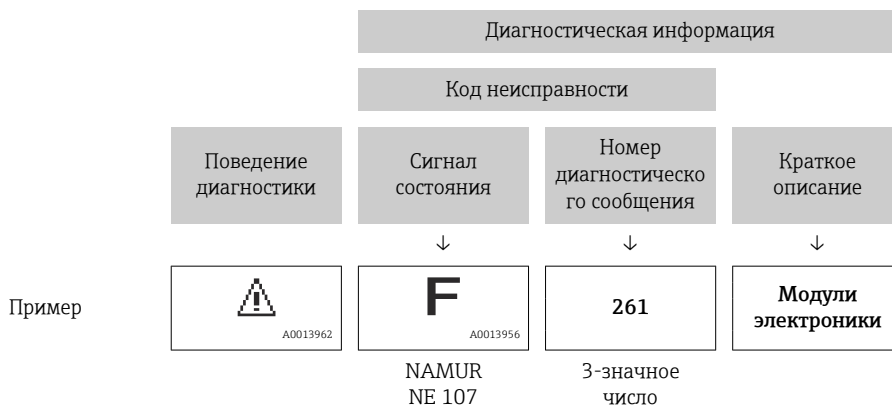 Диагностическая информация
Код неисправности
Поведение
диагностики
Сигнал
состояния
Номер
диагностическо
го сообщения
Краткое
описание
↓
↓
↓
Пример
A0013962
F
A0013956
261
Модули
электроники
NAMUR
NE 107
3-значное
число